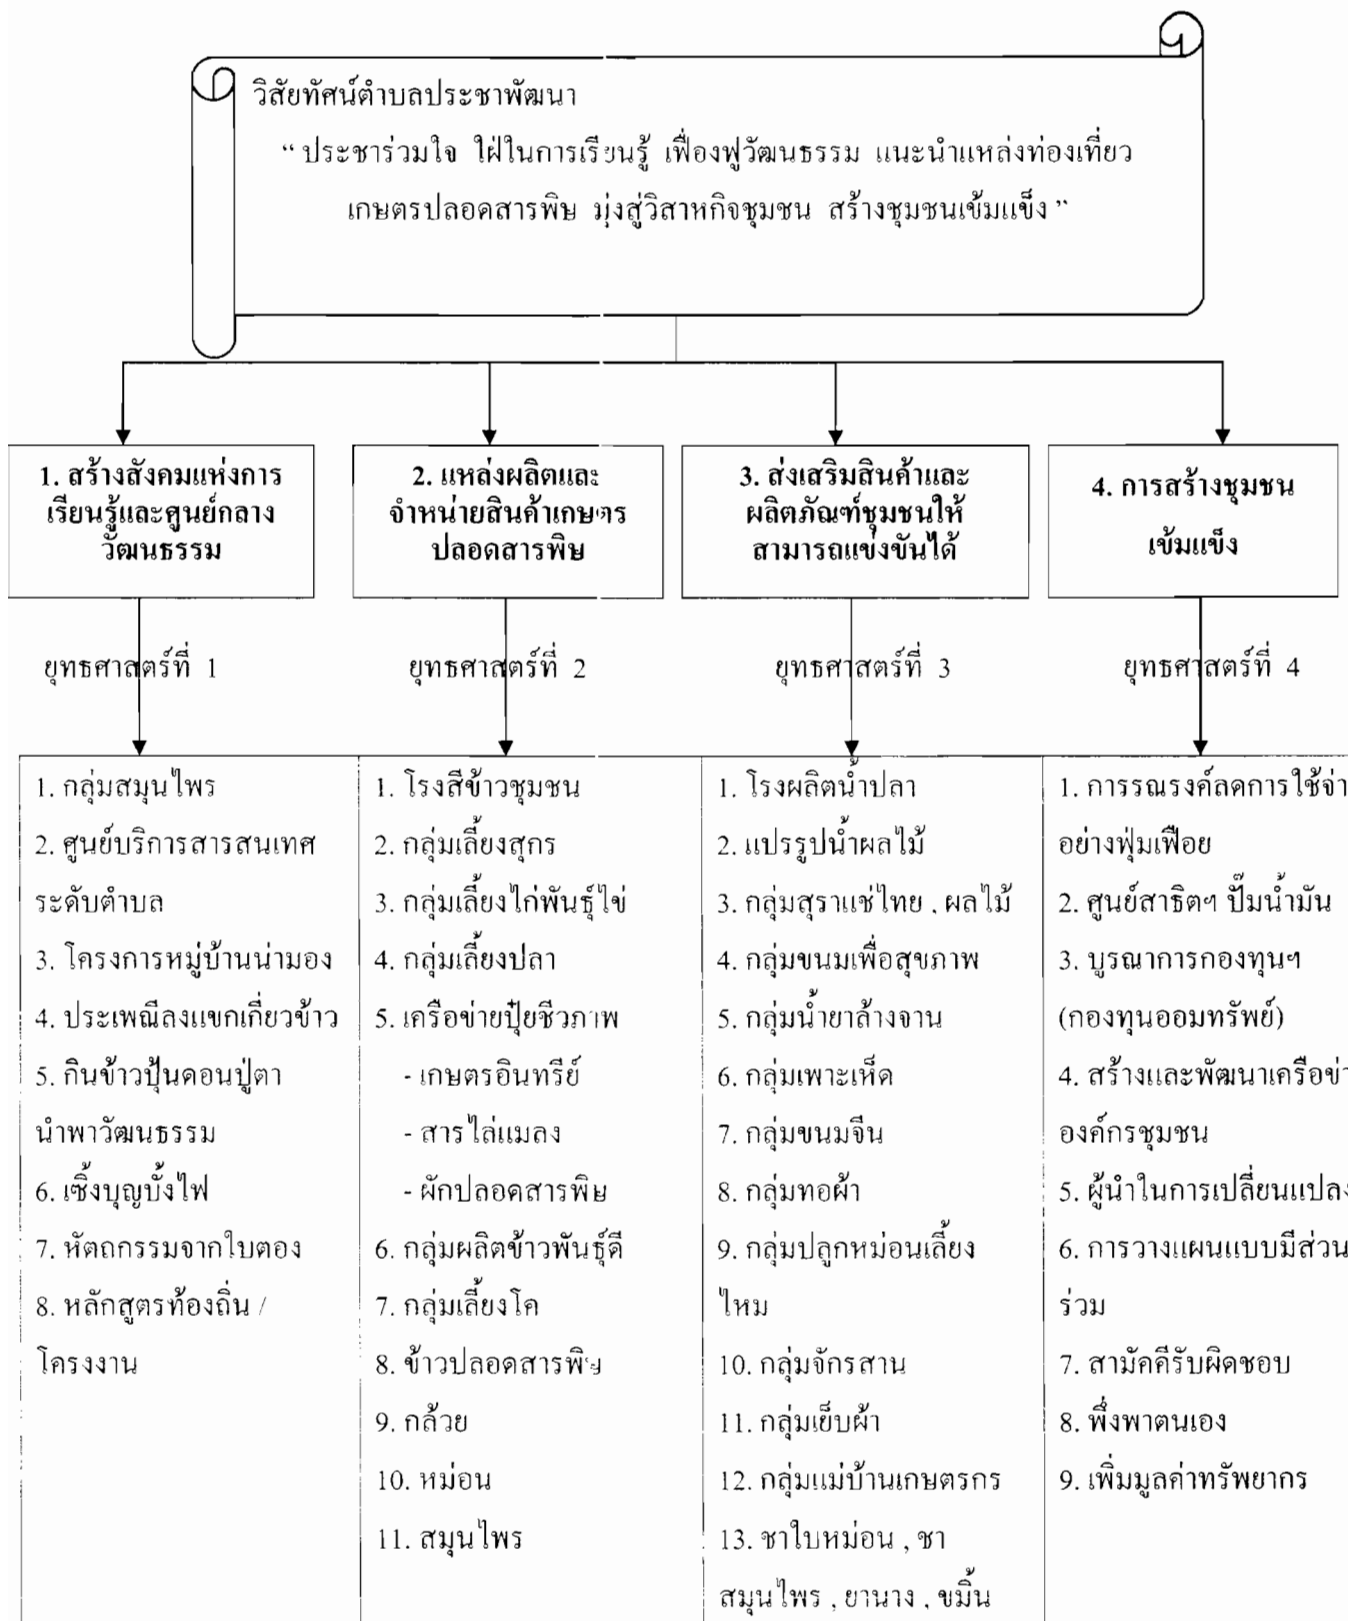 วิสัยทัศน์ตำบลประชาพัฒนา
“ ประชาร่วมใจ ใฝ่ในการเรียนรู้ เฟื่องฟูวัฒนธรรม แนะนำแหล่งท่องเที่ยว
เกษตรปลอดสารพิษ มุ่งสู่วิสาหกิจชุมชน สร้างชุมชนเข้มแข็ง ”
1. สร้างสังคมแห่งการ
เรียนรู้และศูนย์กลาง
วัฒนธรรม
2. แหล่งผลิตและ
จำหน่ายสินค้าเกษตร
ปลอดสารพิษ
3. ส่งเสริมสินค้าและ
ผลิตภัณฑ์ชุมชนให้
สามารถแข่งขันได้
4. การสร้างชุมชน
เข้มแข็ง
ยุทธศาสตร์ที่ 1
ยุทธศาสตร์ที่ 2
ยุทธศาสตร์ที่ 3
ยุทธศาสตร์ที่ 4
1. กลุ่มสมุนไพร
2. ศูนย์บริการสารสนเทศ
ระดับตำบล
3. โครงการหมู่บ้านน่ามอง
4. ประเพณีลงแขกเกี่ยวข้าว
5. กินข้าวปุ้นดอนปู่ตา
นำพาวัฒนธรรม
6. เซิ้งบุญบั้งไฟ
7. หัตถกรรมจากใบตอง
8. หลักสูตรท้องถิ่น /
โครงงาน
1. โรงสีข้าวชุมชน
2. กลุ่มเลี้ยงสุกร
3. กลุ่มเลี้ยงไก่พันธุ์ไข่
4. กลุ่มเลี้ยงปลา
5. เครือข่ายปุ๋ยชีวภาพ
- เกษตรอินทรีย์
- สารไล่แมลง
- ผักปลอดสารพิษ
6. กลุ่มผลิตข้าวพันธุ์ดี
7. กลุ่มเลี้ยงโค
8. ข้าวปลอดสารพิษ
9. กล้วย
10. หม่อน
11. สมุนไพร
1. โรงผลิตน้ำปลา
2. แปรรูปน้ำผลไม้
3. กลุ่มสุราแช่ไทย , ผลไม้
4. กลุ่มขนมเพื่อสุขภาพ
5. กลุ่มน้ำยาล้างจาน
6. กลุ่มเพาะเห็ด
7. กลุ่มขนมจีน
8. กลุ่มทอผ้า
9. กลุ่มปลูกหม่อนเลี้ยง
ไหม
10. กลุ่มจักรสาน
11. กลุ่มเย็บผ้า
12. กลุ่มแม่บ้านเกษตรกร
13. ชาใบหม่อน , ชา
สมุนไพร , ยานาง , ขมิ้น
1. การรณรงค์ลดการใช้จ่า
อย่างฟุ่มเฟือย
2. ศูนย์สาธิตฯ ปั๊มน้ำมัน
3. บูรณาการกองทุนฯ
(กองทุนออมทรัพย์)
4. สร้างและพัฒนาเครือข่า
องค์กรชุมชน
5. ผู้นำในการเปลี่ยนแปลง
6. การวางแผนแบบมีส่วน
ร่วม
7. สามัคคีรับผิดชอบ
8. พึ่งพาตนเอง
9. เพิ่มมูลค่าทรัพยากร